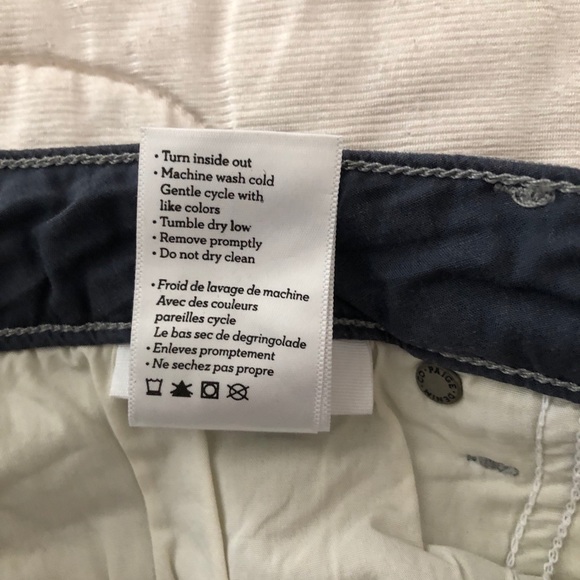 • Turn inside out
• Machine wash cold
Gentle cycle with
like colors
• Tumble dry low
• Remove promptly
• Do not dry clean
• Froid de lavage de machine
Avec des couleurs
pareilles cycle
Le bas sec de degringolade
• Enleves promptement
• Ne sechez pas propre
PAIGE DENIM